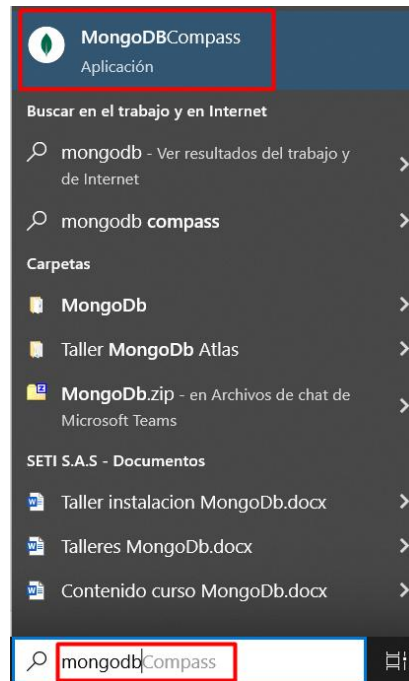 MongoDBCompass
Aplicación
Buscar en el trabajo y en Internet
mongodb - Ver resultados del trabajo y
de Internet
mongodb compass
Carpetas
MongoDb
Taller MongoDb Atlas
MongoDb.zip - en Archivos de chat de
Microsoft Teams
SETI S.A.S - Documentos
Taller instalacion MongoDb.docx
Talleres MongoDb.docx
Contenido curso MongoDb.docx
mongodbCompass